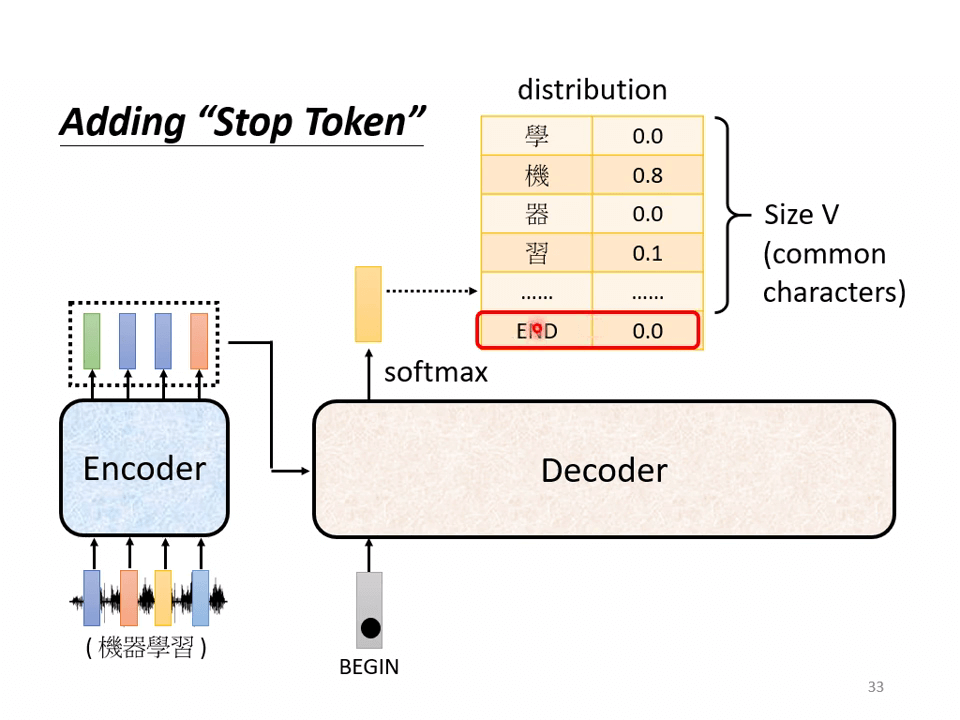 Adding “Stop Token”
distribution
學 0.0
機 0.8
器 0.0
習 0.1
...... ......
END 0.0
Size V
(common
characters)
softmax
Encoder
Decoder
( 機器學習 )
BEGIN
33